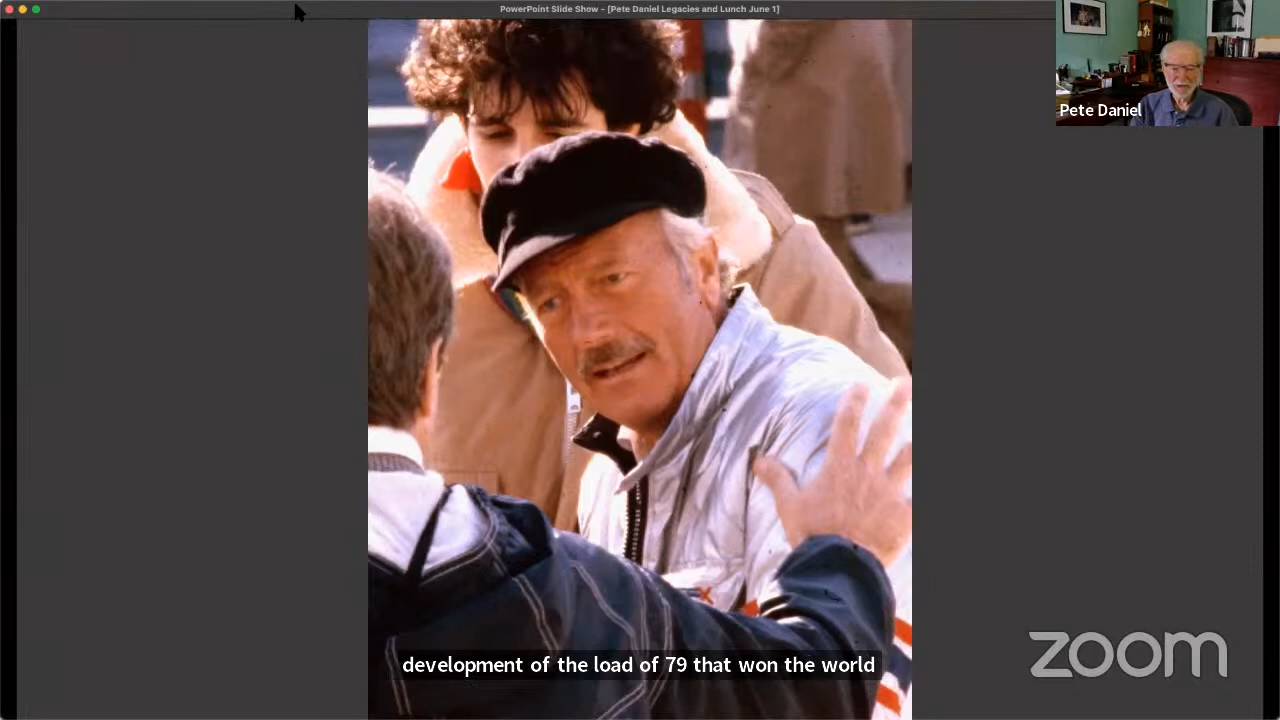 PowerPoint Slide Show - [Pete Daniel Legacies and Lunch June 1]
Pete Daniel
development of the load of 79 that won the world
zoom